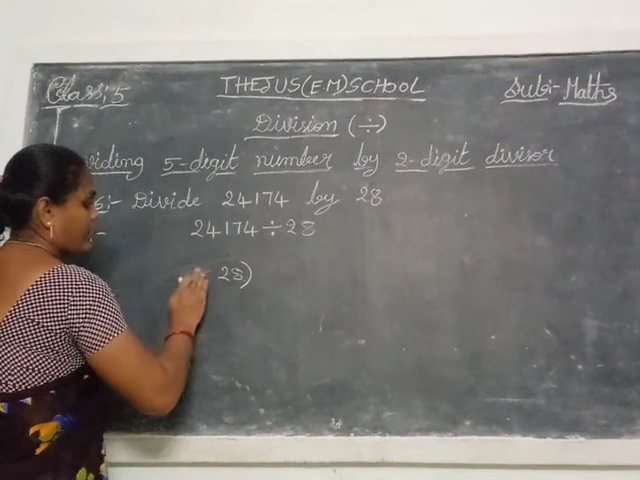 Class:5
THEJUS(EM)SCHOOL
Sub:- Maths
Division (÷)
viding 5-digit number by 2-digit divisor
:- Divide 24174 by 28
- 24174 ÷ 28
28)